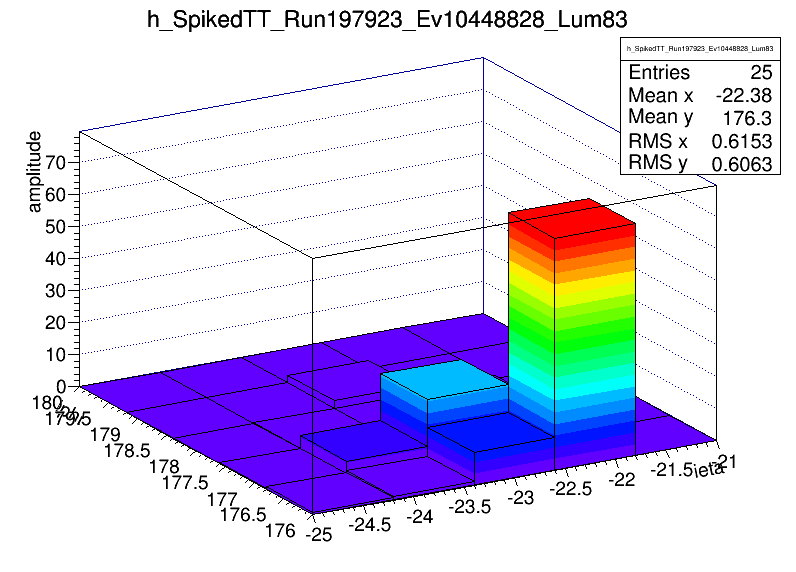 h_SpikedTT_Run197923_Ev10448828_Lum83
h_SpikedTT_Run197923_Ev10448828_Lum83
Entries 25
Mean x -22.38
Mean y 176.3
RMS x 0.6153
RMS y 0.6063
amplitude
70
60
50
40
30
20
10
0
180
179.5
179
178.5
178
177.5
177
176.5
176
-25
-24.5
-24
-23.5
-23
-22.5
-22
-21.5
-21
ieta